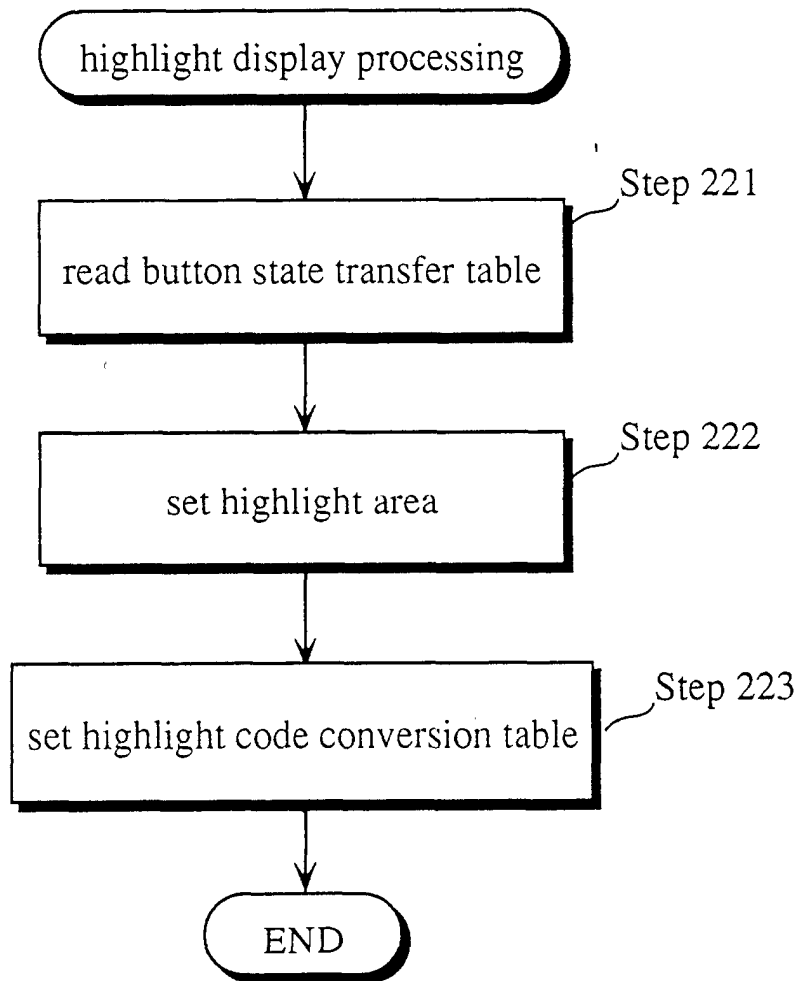 highlight display processing
Step 221
read button state transfer table
Step 222
set highlight area
Step 223
set highlight code conversion table
END